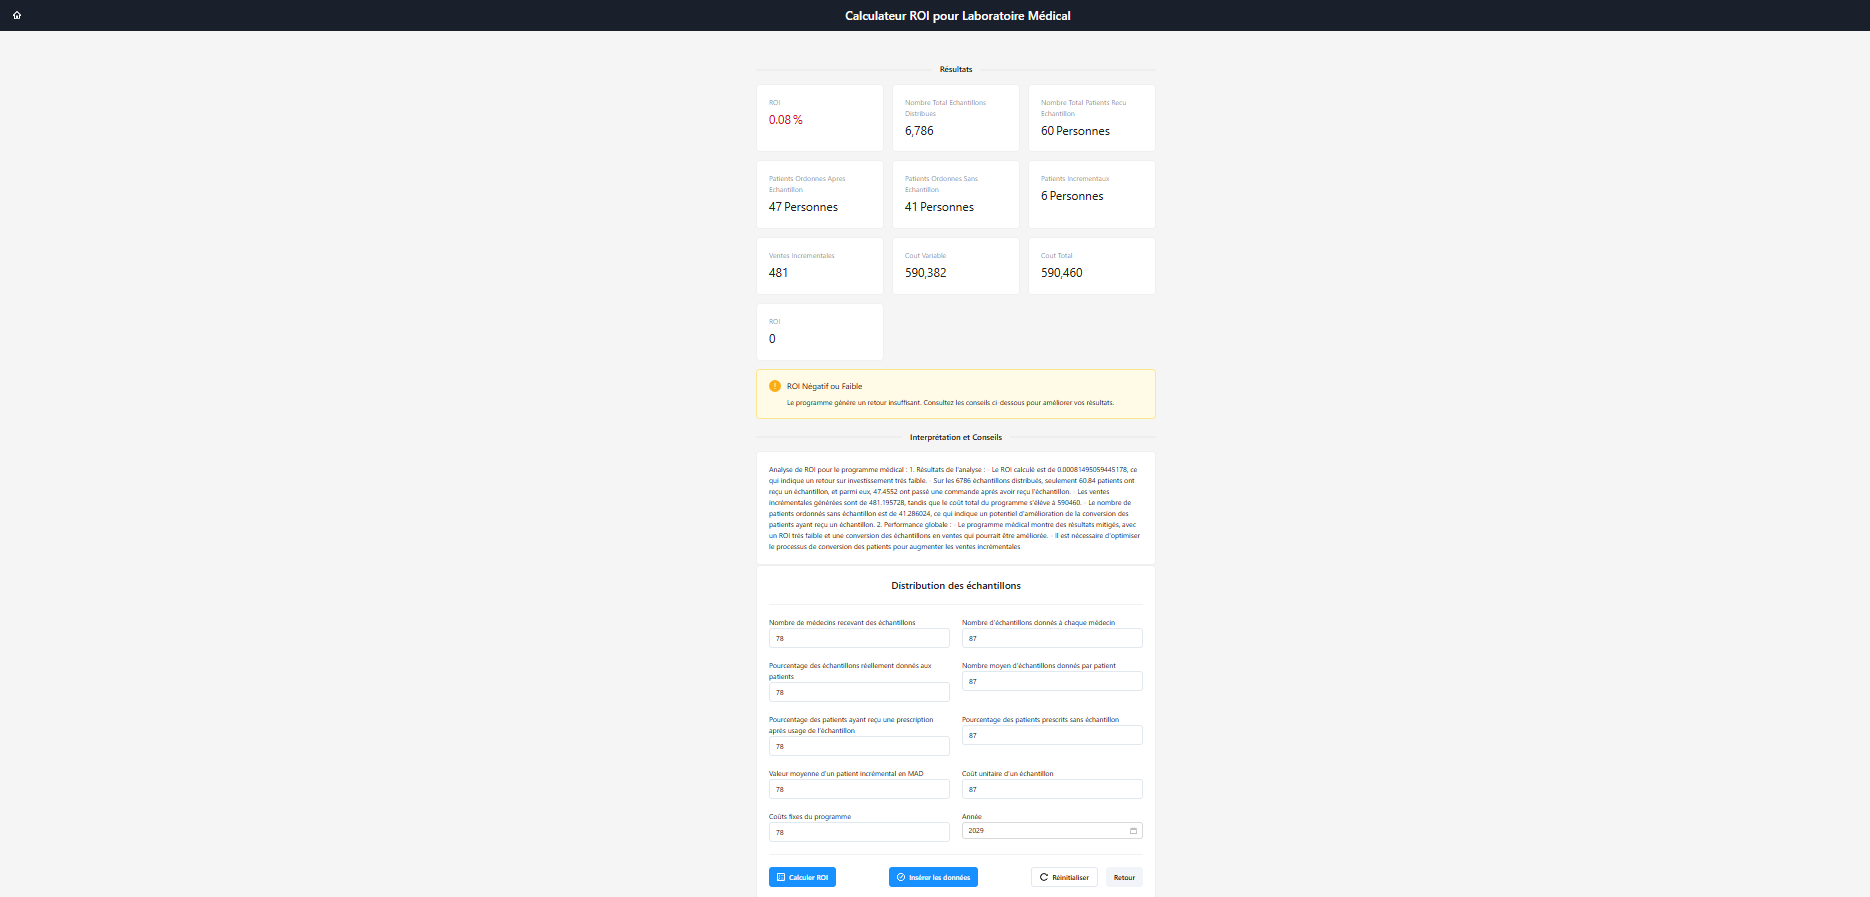 Calculateur ROI pour Laboratoire Médical
Résultats
ROI
0.08 %
Nombre Total Echantillons
Distribues
6,786
Nombre Total Patients Recu
Echantillon
60 Personnes
Patients Ordonnes Apres
Echantillon
47 Personnes
Patients Ordonnes Sans
Echantillon
41 Personnes
Patients Incrementaux
6 Personnes
Ventes Incrementales
481
Cout Variable
590,382
Cout Total
590,460
ROI
0
ROI Négatif ou Faible
Le programme génère un retour insuffisant. Consultez les conseils ci-dessous pour améliorer vos résultats.
Interprétation et Conseils
Analyse de ROI pour le programme médical : 1. Résultats de l'analyse : - Le ROI calculé est de 0.00081495059445178, ce
qui indique un retour sur investissement très faible. - Sur les 6786 échantillons distribués, seulement 60.84 patients ont
reçu un échantillon, et parmi eux, 47.4552 ont passé une commande après avoir reçu l'échantillon. - Les ventes
incrémentales générées sont de 481.195728, tandis que le coût total du programme s'élève à 590460. - Le nombre de
patients ordonnés sans échantillon est de 41.286024, ce qui indique un potentiel d'amélioration de la conversion des
patients ayant reçu un échantillon. 2. Performance globale : - Le programme médical montre des résultats mitigés, avec
un ROI très faible et une conversion des échantillons en ventes qui pourrait être améliorée. - Il est nécessaire d'optimiser
le processus de conversion des patients pour augmenter les ventes incrémentales
Distribution des échantillons
Nombre de médecins recevant des échantillons
78
Nombre d'échantillons donnés à chaque médecin
87
Pourcentage des échantillons réellement donnés aux
patients
78
Nombre moyen d'échantillons donnés par patient
87
Pourcentage des patients ayant reçu une prescription
après usage de l'échantillon
78
Pourcentage des patients prescrits sans échantillon
87
Valeur moyenne d'un patient incrémental en MAD
78
Coût unitaire d'un échantillon
87
Coûts fixes du programme
78
Année
2029
Calculer ROI
Insérer les données
Réinitialiser
Retour